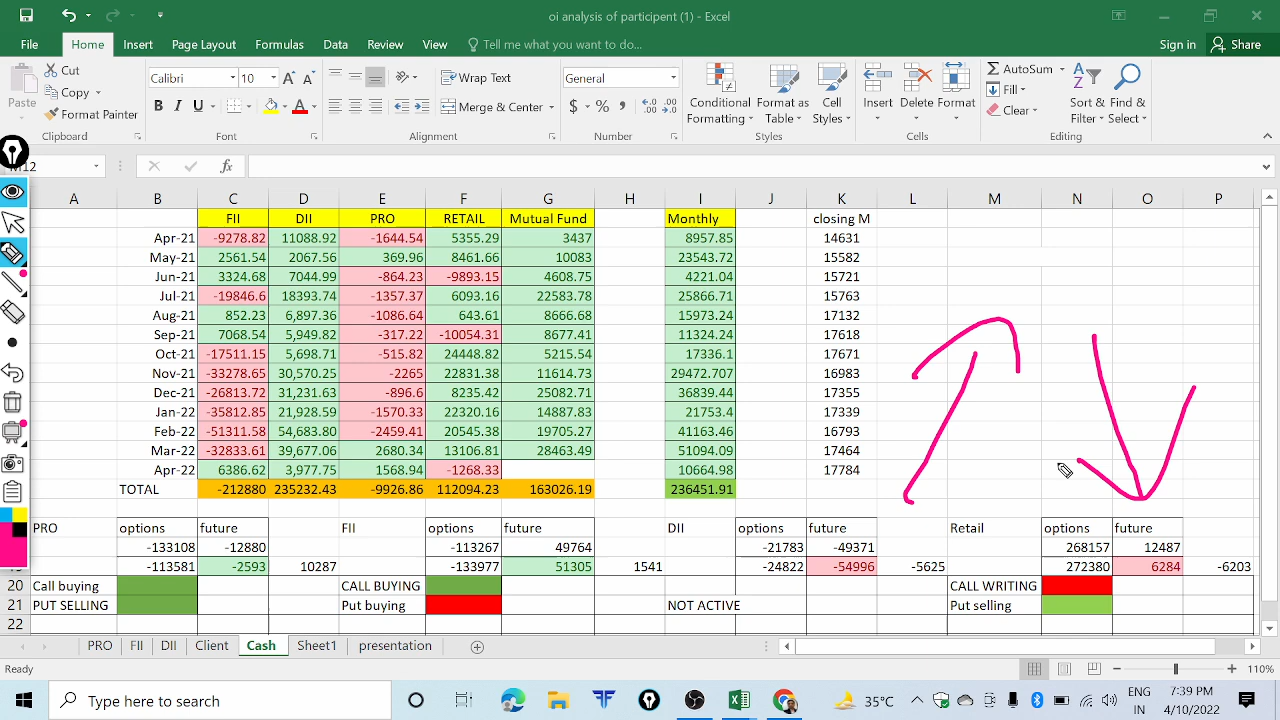 oi analysis of participent (1) - Excel
File Home Insert Page Layout Formulas Data Review View Tell me what you want to do... Sign in Share
Paste Cut Calibri 10 Wrap Text General Conditional Formatting Format as Table Cell Styles Insert Delete Format AutoSum Sort & Filter Find & Select
Copy Merge & Center Fill
Format Painter Clear
Clipboard Font Alignment Number Styles Cells Editing
M12
A B C D E F G H I J K L M N O P
FII DII PRO RETAIL Mutual Fund Monthly closing M
Apr-21 -9278.82 11088.92 -1644.54 5355.29 3437 8957.85 14631
May-21 2561.54 2067.56 369.96 8461.66 10083 23543.72 15582
Jun-21 3324.68 7044.99 -864.23 -9893.15 4608.75 4221.04 15721
Jul-21 -19846.6 18393.74 -1357.37 6093.16 22583.78 25866.71 15763
Aug-21 852.23 6,897.36 -1086.64 643.61 8666.68 15973.24 17132
Sep-21 7068.54 5,949.82 -317.22 -10054.31 8677.41 11324.24 17618
Oct-21 -17511.15 5,698.71 -515.82 24448.82 5215.54 17336.1 17671
Nov-21 -33278.65 30,570.25 -2265 22831.38 11614.73 29472.707 16983
Dec-21 -26813.72 31,231.63 -896.6 8235.42 25082.71 36839.44 17355
Jan-22 -35812.85 21,928.59 -1570.33 22320.16 14887.83 21753.4 17339
Feb-22 -51311.58 54,683.80 -2459.41 20545.38 19705.27 41163.46 16793
Mar-22 -32833.61 39,677.06 2680.34 13106.81 28463.49 51094.09 17464
Apr-22 6386.62 3,977.75 1568.94 -1268.33 10664.98 17784
TOTAL -212880 235232.43 -9926.86 112094.23 163026.19 236451.91
PRO options future FII options future DII options future Retail options future
-133108 -12880 -113267 49764 -21783 -49371 268157 12487
-113581 -2593 10287 -133977 51305 1541 -24822 -54996 -5625 272380 6284 -6203
20 Call buying CALL BUYING CALL WRITING
21 PUT SELLING Put buying NOT ACTIVE Put selling
22
PRO FII DII Client Cash Sheet1 presentation
Ready 110%
Type here to search 35°C ENG 7:39 PM
IN 4/10/2022